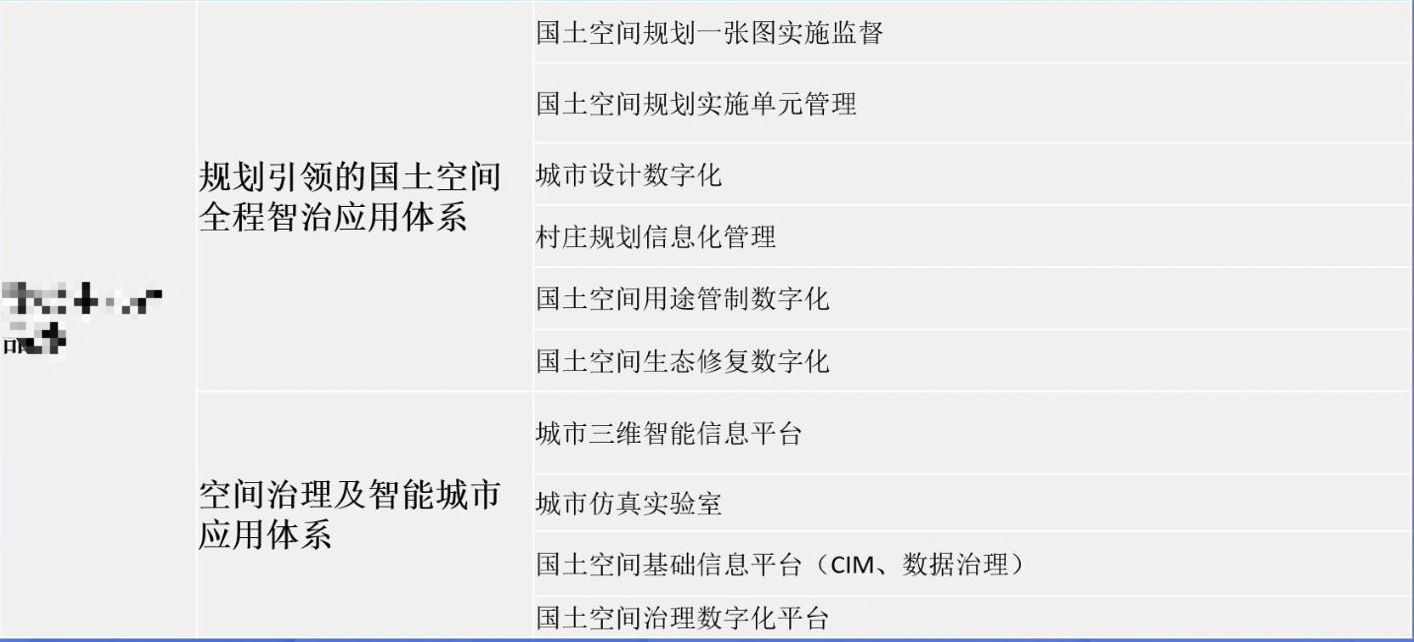 国土空间规划一张图实施监督
国土空间规划实施单元管理
规划引领的国土空间
全程智治应用体系
城市设计数字化
村庄规划信息化管理
国土空间用途管制数字化
国土空间生态修复数字化
城市三维智能信息平台
空间治理及智能城市
应用体系
城市仿真实验室
国土空间基础信息平台（CIM、数据治理）
国土空间治理数字化平台